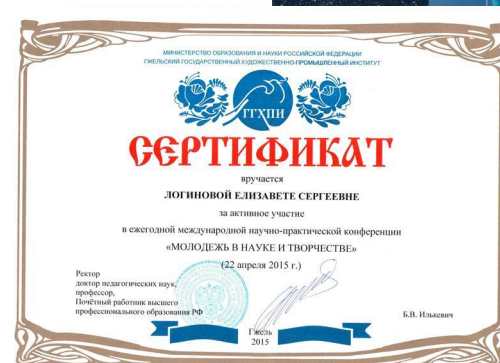 МИНИСТЕРСТВО ОБРАЗОВАНИЯ И НАУКИ РОССИЙСКОЙ ФЕДЕРАЦИИ
ГЖЕЛЬСКИЙ ГОСУДАРСТВЕННЫЙ ХУДОЖЕСТВЕННО-ПРОМЫШЛЕННЫЙ ИНСТИТУТ
ГГХПИ
СЕРТИФИКАТ
вручается
ЛОГИНОВОЙ ЕЛИЗАВЕТЕ СЕРГЕЕВНЕ
за активное участие
в ежегодной международной научно-практической конференции
«МОЛОДЕЖЬ В НАУКЕ И ТВОРЧЕСТВЕ»
(22 апреля 2015 г.)
Ректор
доктор педагогических наук,
профессор,
Почётный работник высшего
профессионального образования РФ
Б.В. Илькевич
Гжель
2015